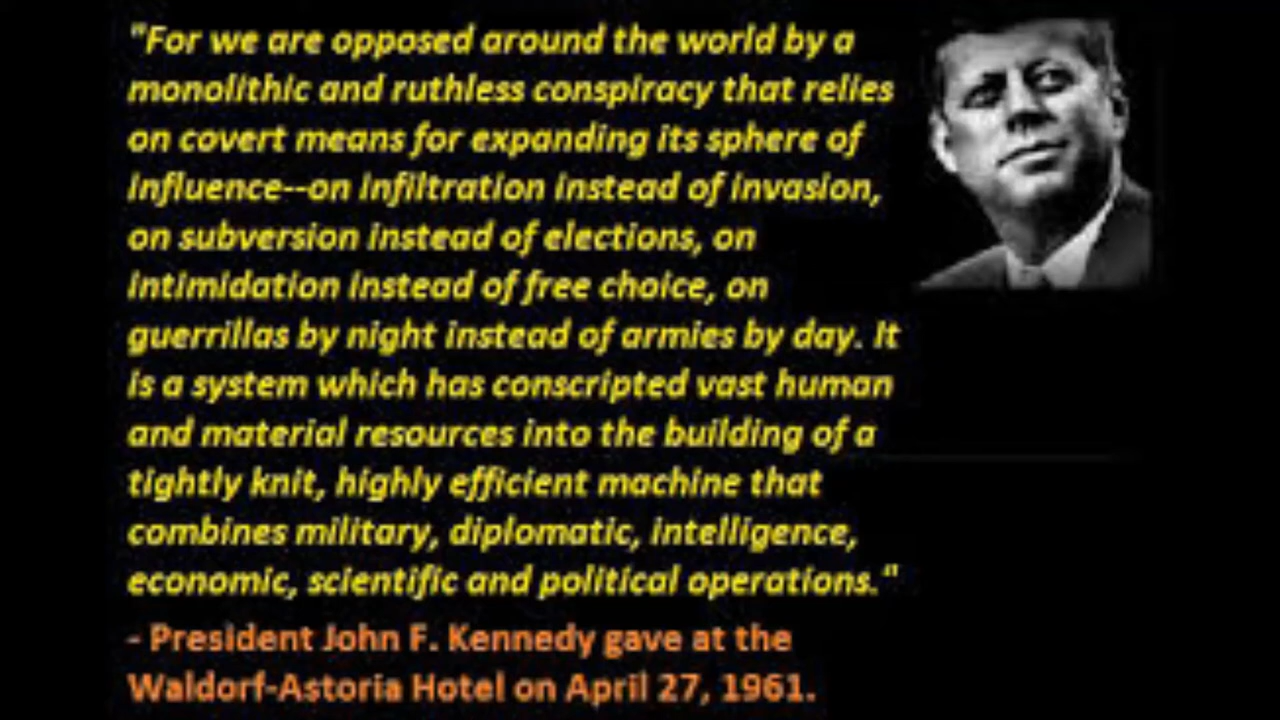 "For we are opposed around the world by a
monolithic and ruthless conspiracy that relies
on covert means for expanding its sphere of
influence--on infiltration instead of invasion,
on subversion instead of elections, on
intimidation instead of free choice, on
guerrillas by night instead of armies by day. It
is a system which has conscripted vast human
and material resources into the building of a
tightly knit, highly efficient machine that
combines military, diplomatic, intelligence,
economic, scientific and political operations."
- President John F. Kennedy gave at the
Waldorf-Astoria Hotel on April 27, 1961.